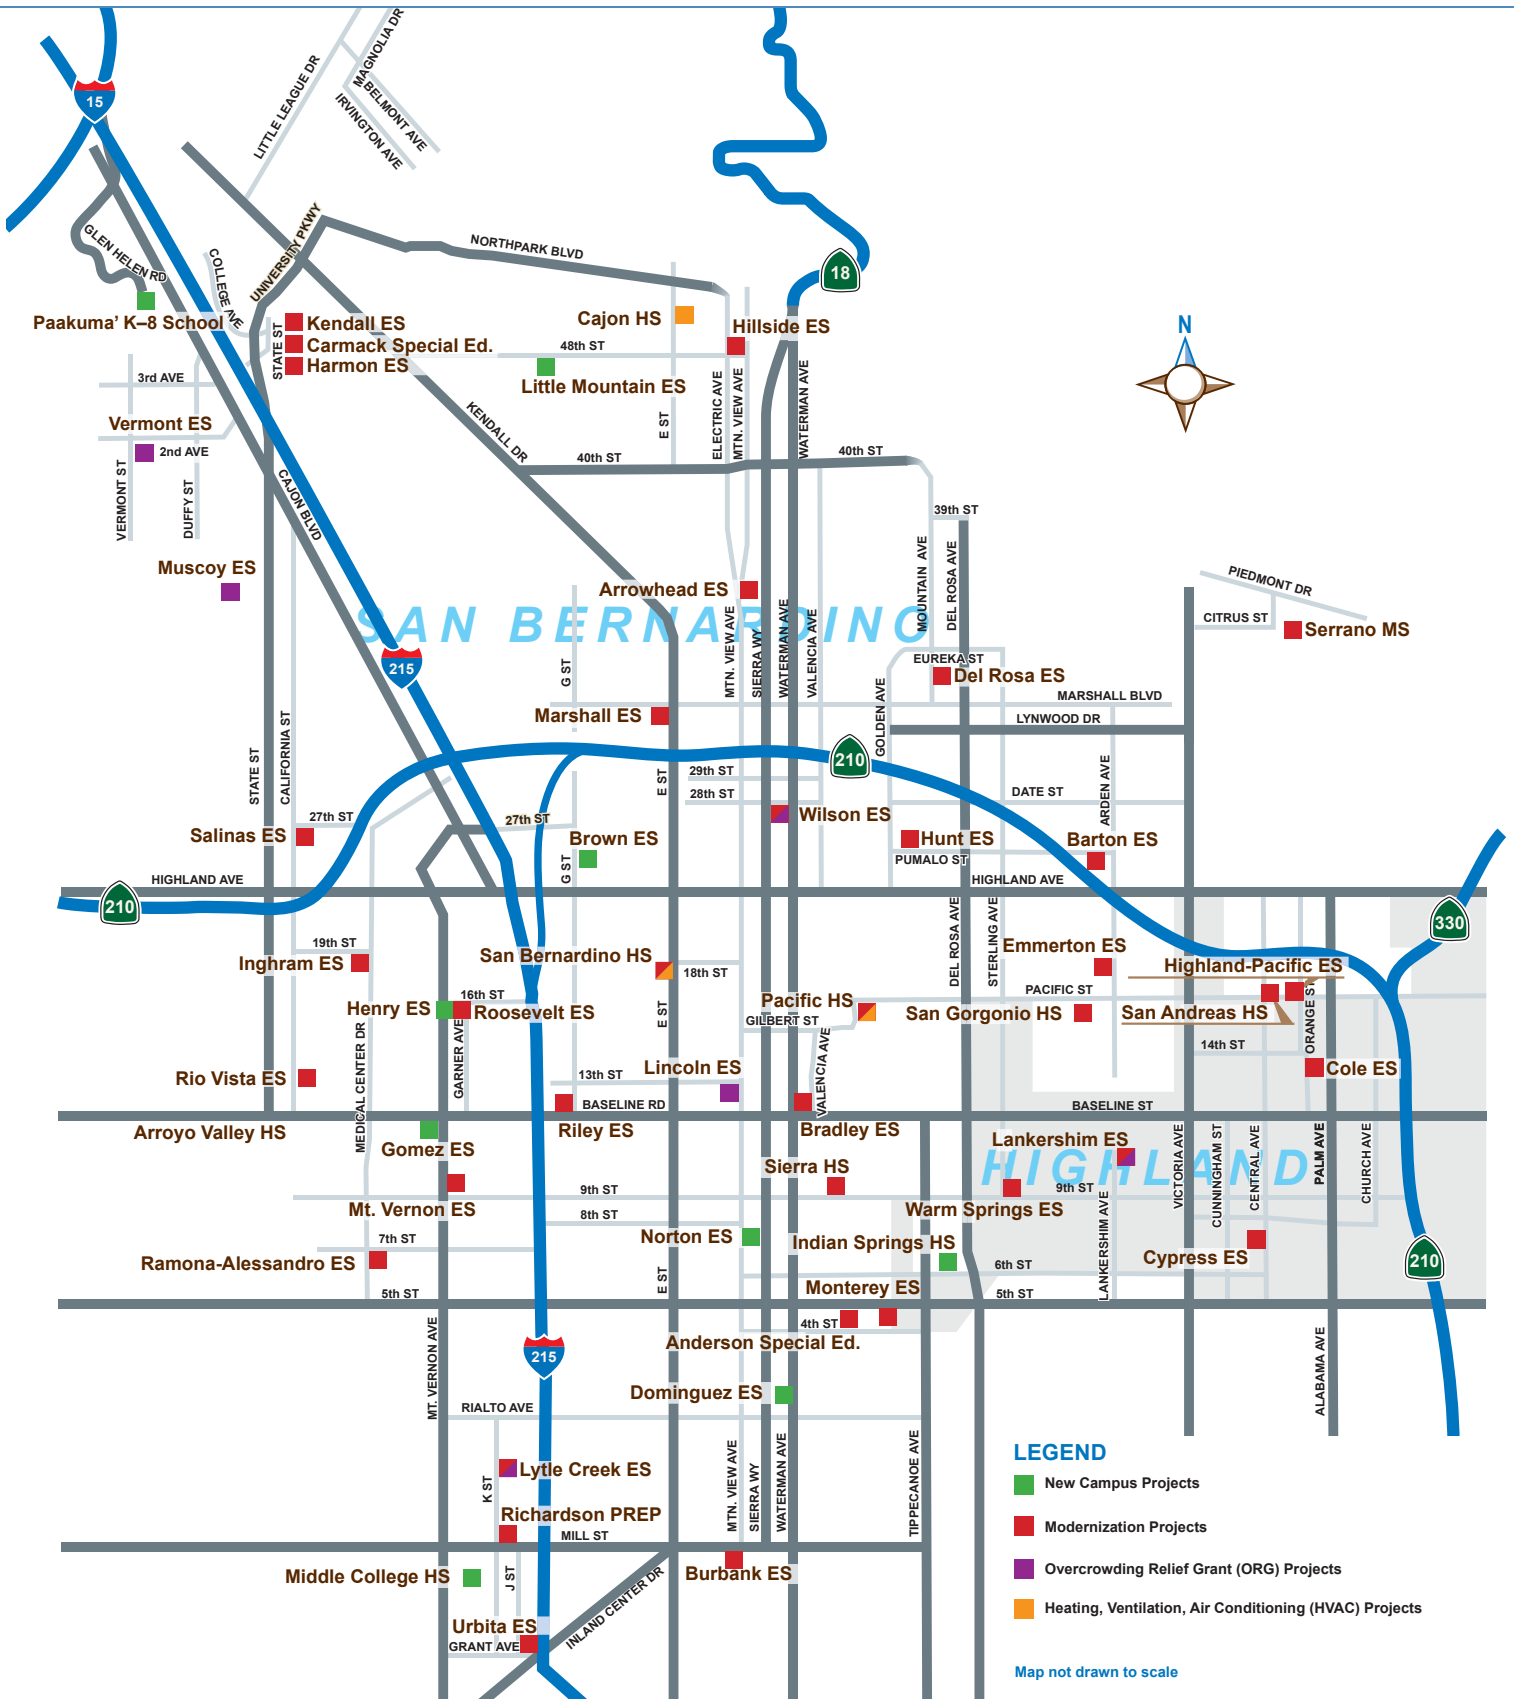 MAGNOLIA DR
LITTLE LEAGUE DR
BELMONT AVE
IRVINGTON AVE
15
GLEN HELEN RD
COLLEGE AVE
UNIVERSITY PKWY
NORTHPARK BLVD
18
Paakuma' K–8 School
STATE ST
Kendall ES
Carmack Special Ed.
Harmon ES
Cajon HS
Hillside ES
48th ST
Little Mountain ES
N
3rd AVE
Vermont ES
2nd AVE
VERMONT ST
DUFFY ST
CAJON BLVD
KENDALL DR
E ST
ELECTRIC AVE
MTN. VIEW AVE
WATERMAN AVE
40th ST
40th ST
39th ST
MOUNTAIN AVE
DEL ROSA AVE
Muscoy ES
Arrowhead ES
SAN BERNARDINO
PIEDMONT DR
CITRUS ST
Serrano MS
215
G ST
MTN. VIEW AVE
SIERRA WY
WATERMAN AVE
VALENCIA AVE
EUREKA ST
Del Rosa ES
MARSHALL BLVD
Marshall ES
GOLDEN AVE
LYNWOOD DR
STATE ST
CALIFORNIA ST
210
E ST
29th ST
28th ST
DATE ST
ARDEN AVE
Wilson ES
27th ST
27th ST
Salinas ES
Brown ES
G ST
Hunt ES
PUMALO ST
Barton ES
HIGHLAND AVE
HIGHLAND AVE
210
330
19th ST
Inghram ES
San Bernardino HS
18th ST
DEL ROSA AVE
STERLING AVE
Emmerton ES
Highland-Pacific ES
Henry ES
16th ST
Roosevelt ES
E ST
Pacific HS
GILBERT ST
PACIFIC ST
San Gorgonio HS
San Andreas HS
ORANGE ST
14th ST
MEDICAL CENTER DR
GARNER AVE
VALENCIA AVE
Rio Vista ES
13th ST
Lincoln ES
Cole ES
BASELINE RD
BASELINE ST
Arroyo Valley HS
Gomez ES
Riley ES
Bradley ES
Lankershim ES
HIGHLAND
VICTORIA AVE
CUNNINGHAM ST
CENTRAL AVE
PALM AVE
CHURCH AVE
Sierra HS
Mt. Vernon ES
9th ST
9th ST
Warm Springs ES
8th ST
7th ST
Norton ES
Indian Springs HS
LANKERSHIM AVE
Cypress ES
Ramona-Alessandro ES
6th ST
210
E ST
Monterey ES
5th ST
5th ST
4th ST
Anderson Special Ed.
MT. VERNON AVE
215
ALABAMA AVE
Dominguez ES
RIALTO AVE
LEGEND
Lytle Creek ES
K ST
MTN. VIEW AVE
SIERRA WY
WATERMAN AVE
TIPPECANOE AVE
New Campus Projects
Richardson PREP
MILL ST
Modernization Projects
Middle College HS
J ST
INLAND CENTER DR
Burbank ES
Overcrowding Relief Grant (ORG) Projects
Heating, Ventilation, Air Conditioning (HVAC) Projects
Urbita ES
GRANT AVE
Map not drawn to scale